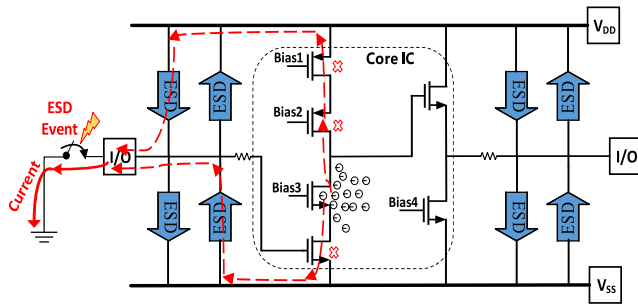 V_DD
Bias1
Core IC
ESD
ESD
ESD
ESD
Bias2
ESD
Event
I/O
I/O
Current
Bias3
Bias4
ESD
ESD
ESD
ESD
V_SS